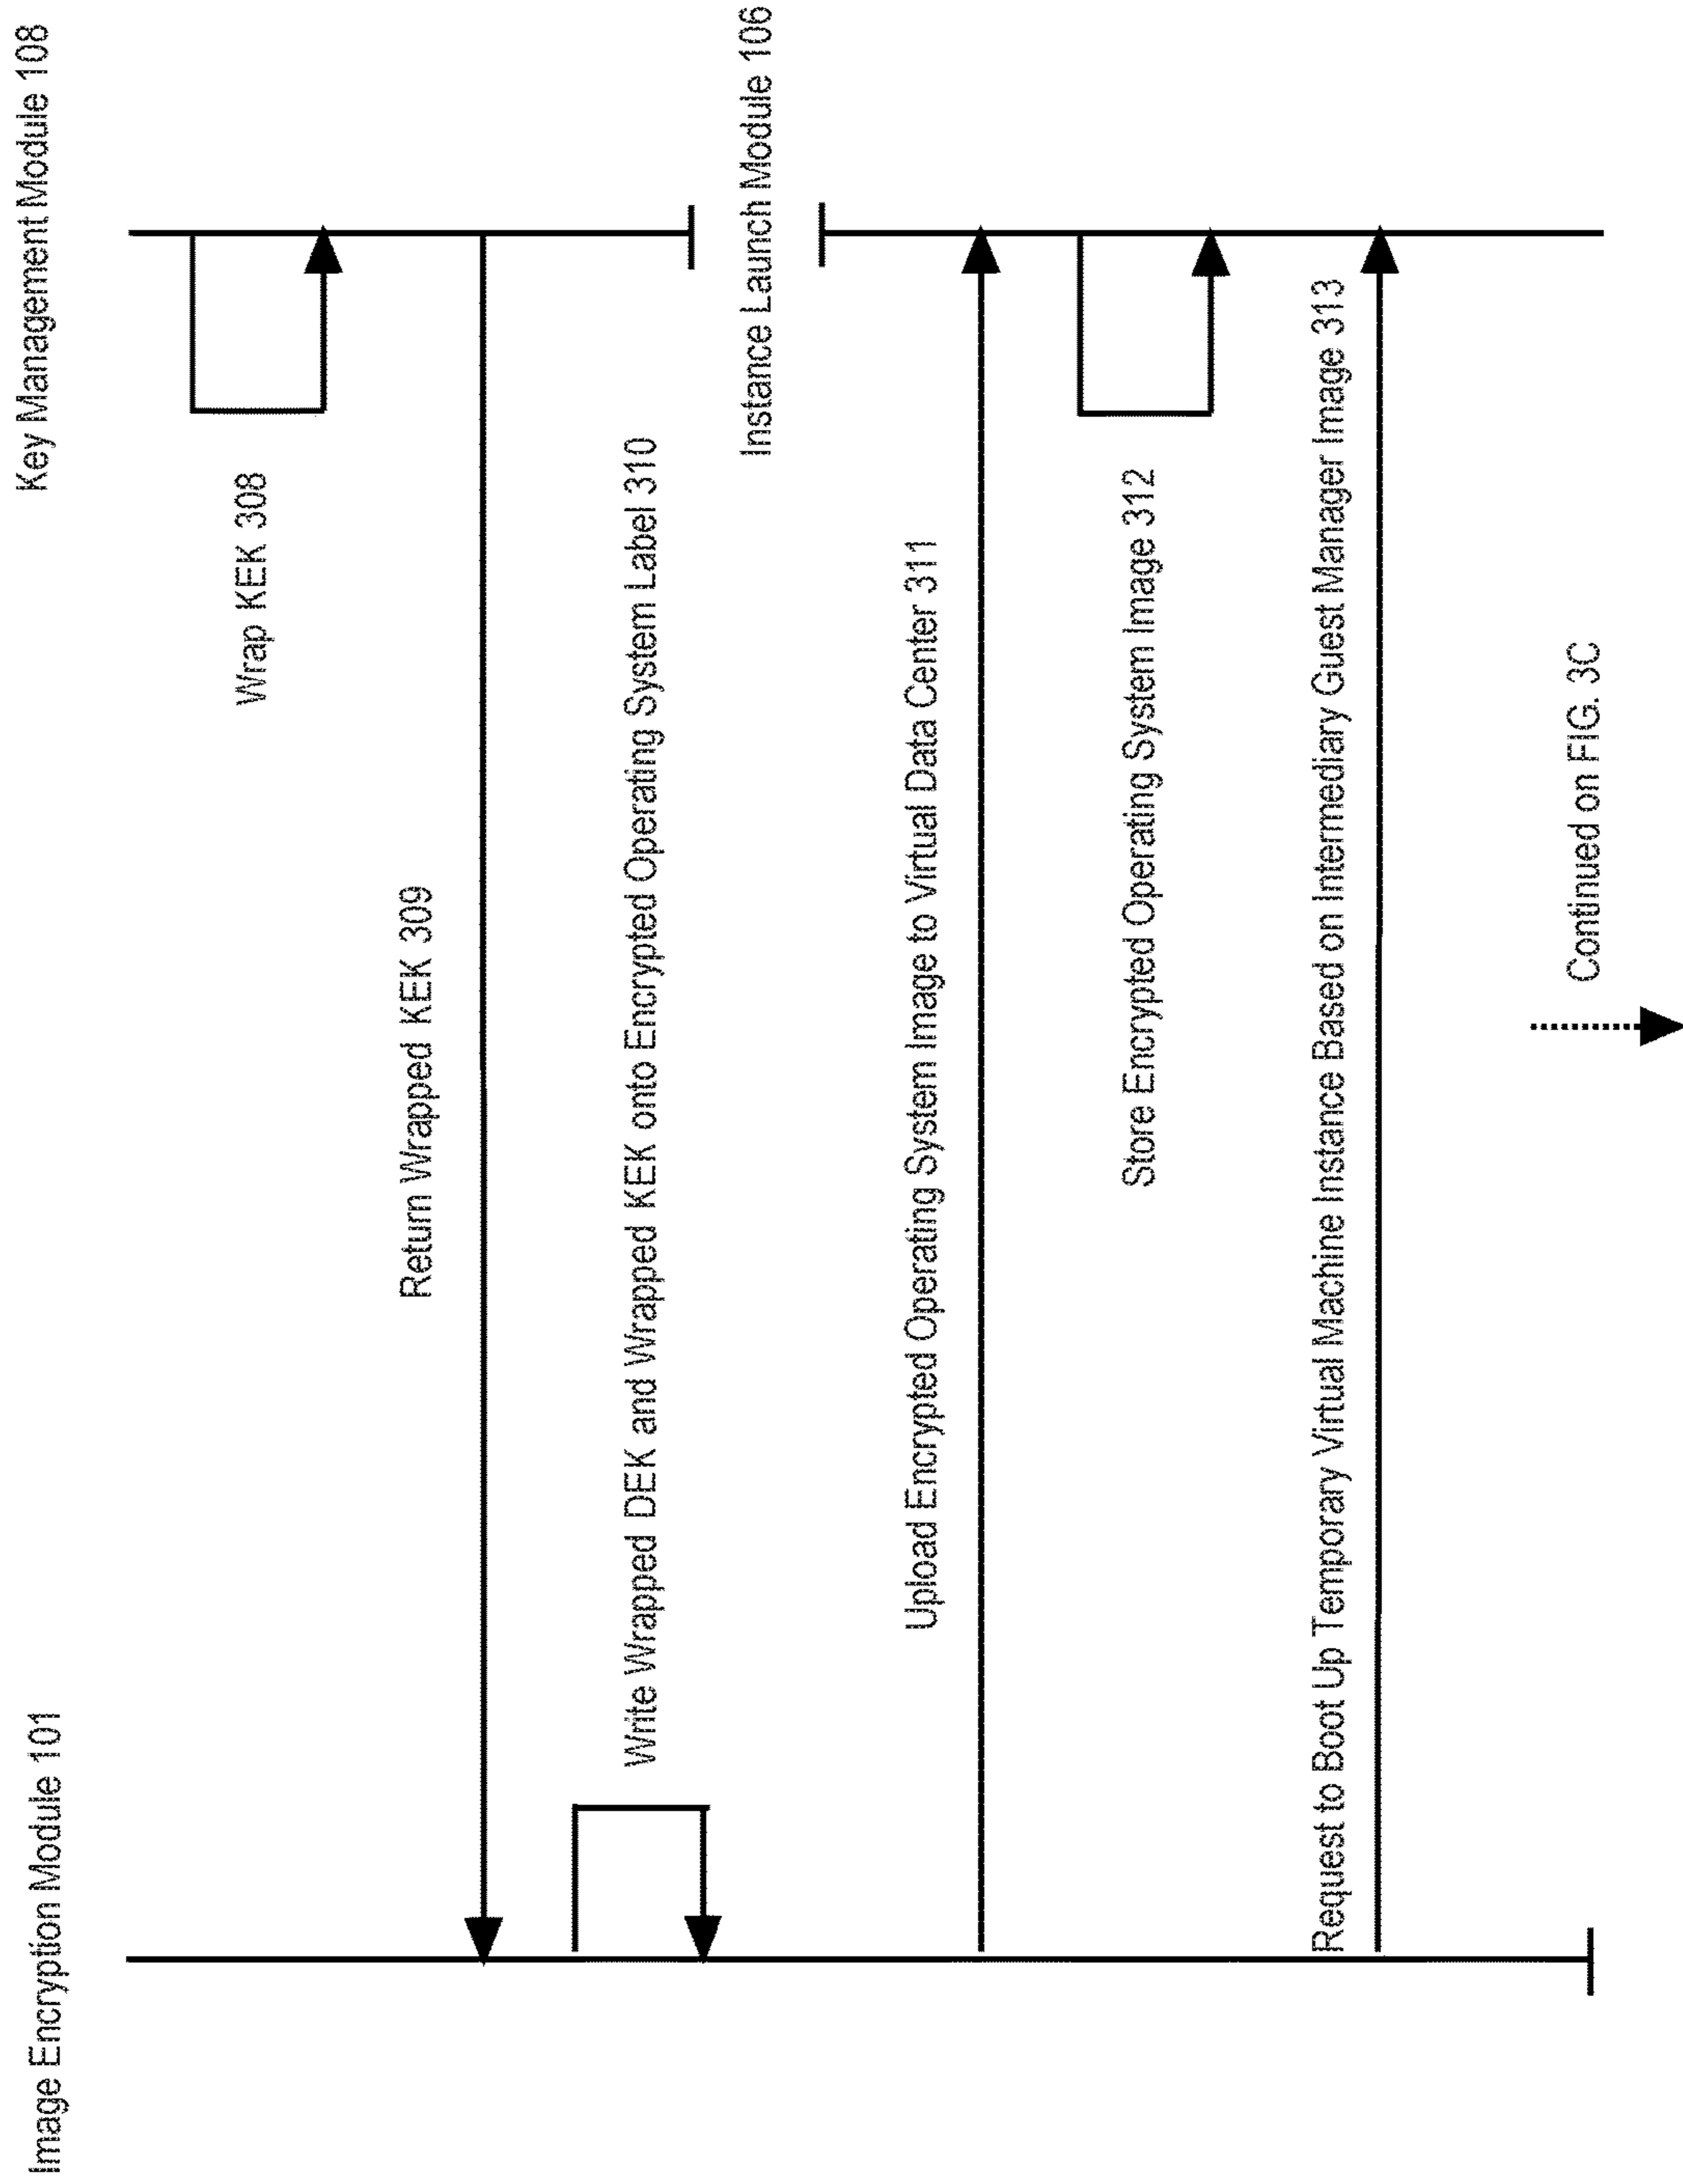 Image Encryption Module 101
Key Management Module 108
Wrap KEK 308
Return Wrapped KEK 309
Write Wrapped DEK and Wrapped KEK onto Encrypted Operating System Label 310
Instance Launch Module 106
Upload Encrypted Operating System Image to Virtual Data Center 311
Store Encrypted Operating System Image 312
Request to Boot Up Temporary Virtual Machine Instance Based on Intermediary Guest Manager Image 313
Continued on FIG. 3C